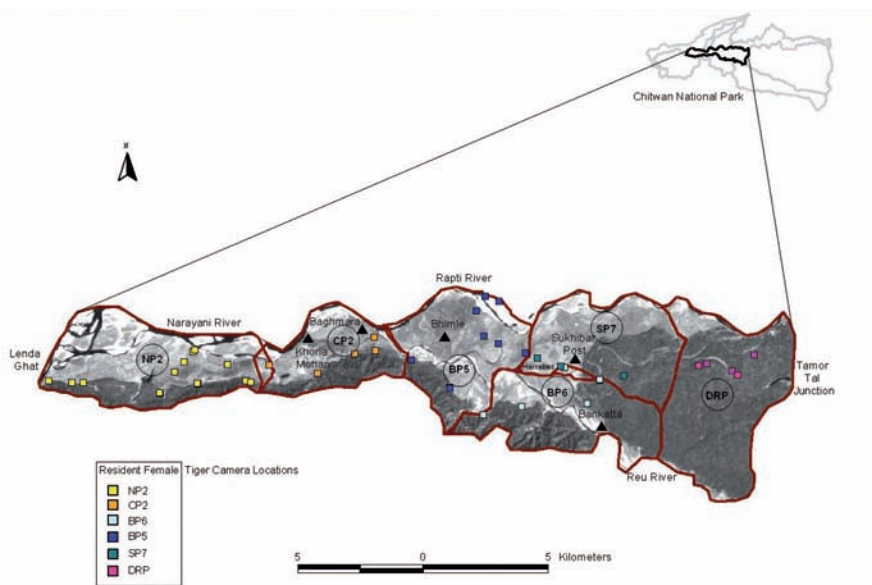 Chitwan National Park
N
Rapti River
Narayani River
Baghmara
CP2
Khoria
Mohan
Bhimle
SP7
Sukhibar
Post
Lenda
Ghat
NP2
BP5
BP6
DRP
Tamor
Tal
Junction
Bankatta
Reu River
Resident Female Tiger Camera Locations
NP2
CP2
BP6
BP5
SP7
DRP
5 0 5 Kilometers